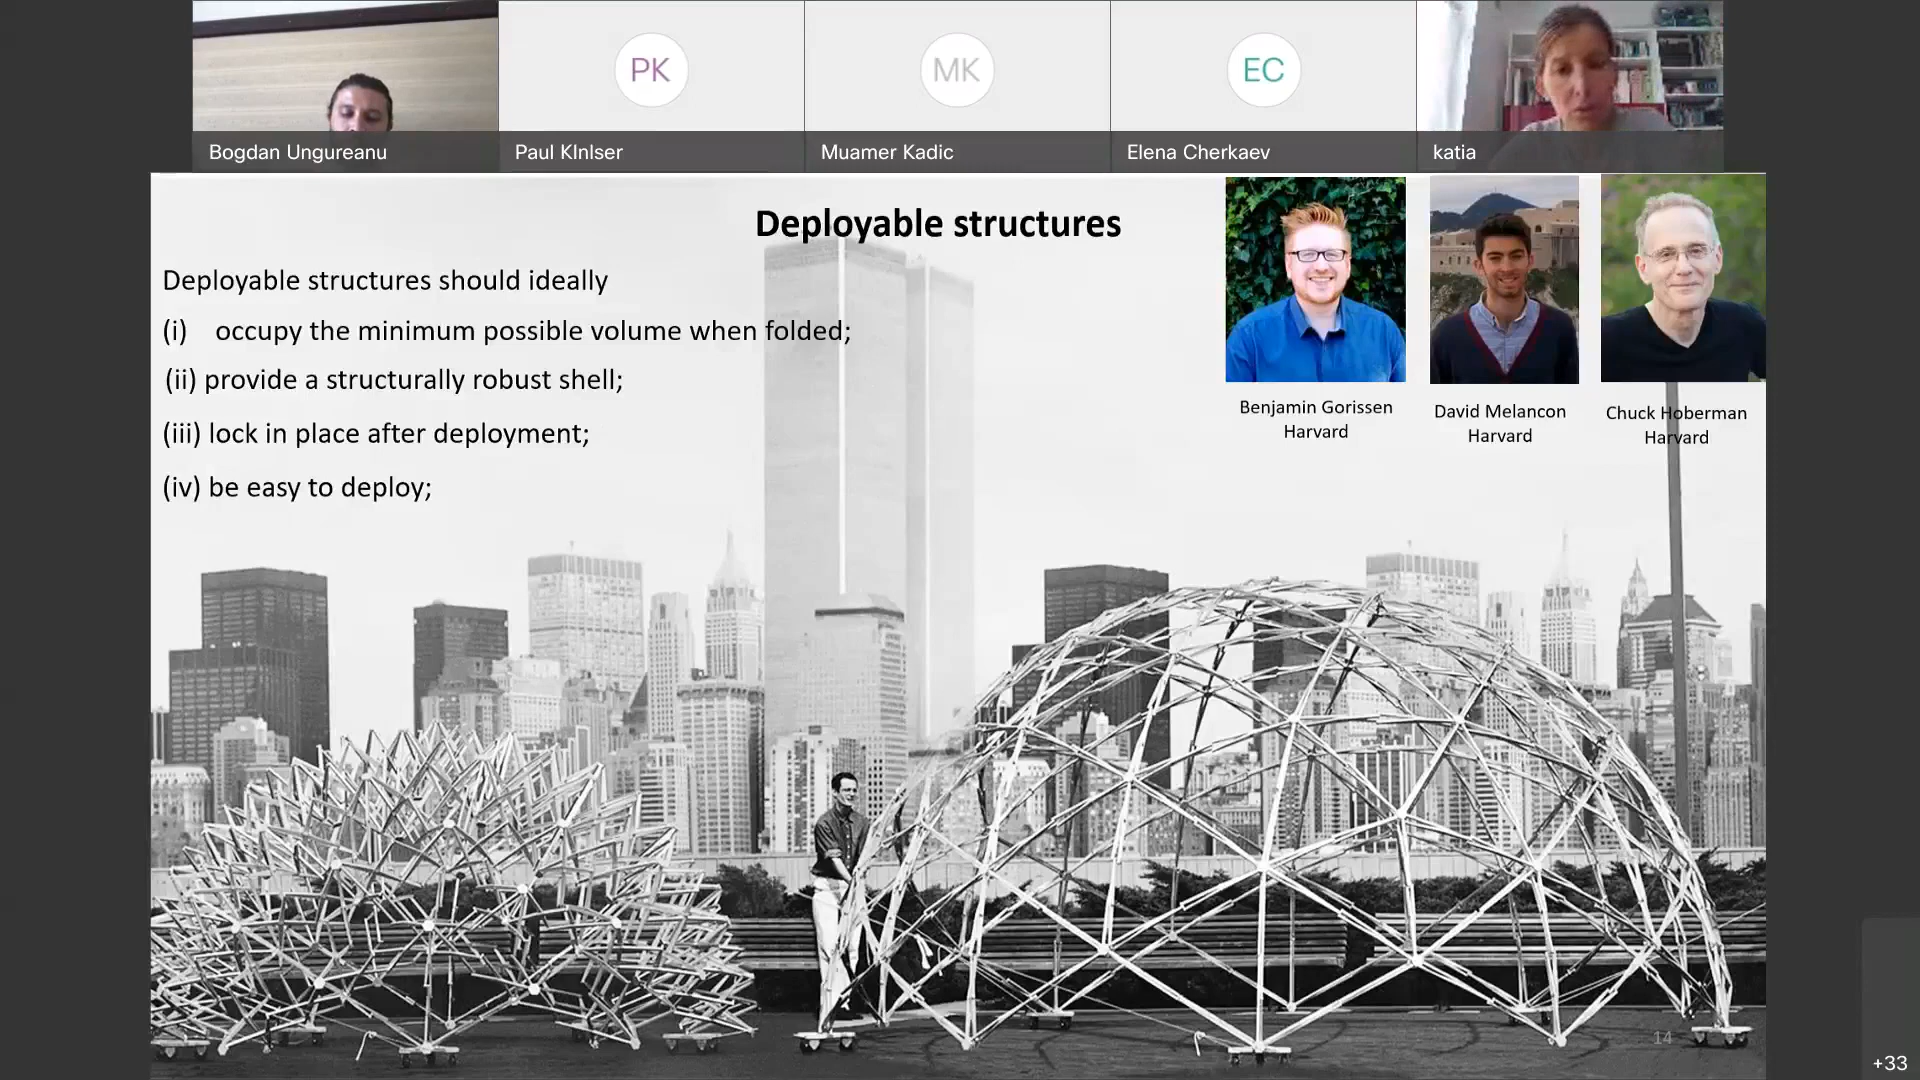 PK
MK
EC
Bogdan Ungureanu
Paul KInlser
Muamer Kadic
Elena Cherkaev
katia
Deployable structures
Deployable structures should ideally
(i) occupy the minimum possible volume when folded;
(ii) provide a structurally robust shell;
(iii) lock in place after deployment;
(iv) be easy to deploy;
Benjamin Gorissen
Harvard
David Melancon
Harvard
Chuck Hoberman
Harvard
14
+33